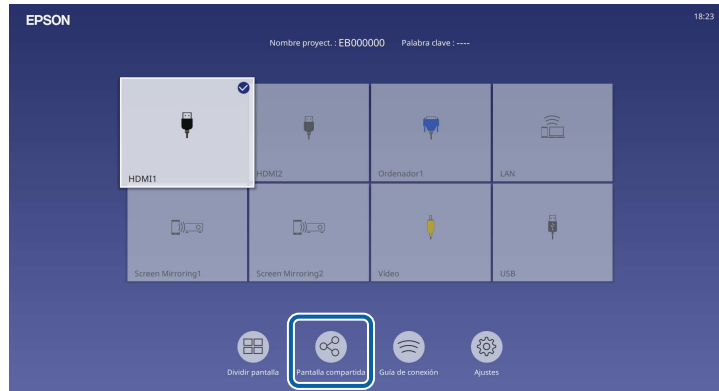 EPSON
18:23
Nombre proyect. : EB000000 Palabra clave : ----
HDMI1
HDMI2
Ordenador1
LAN
Screen Mirroring1
Screen Mirroring2
Video
USB
Dividir pantalla
Pantalla compartida
Guía de conexión
Ajustes